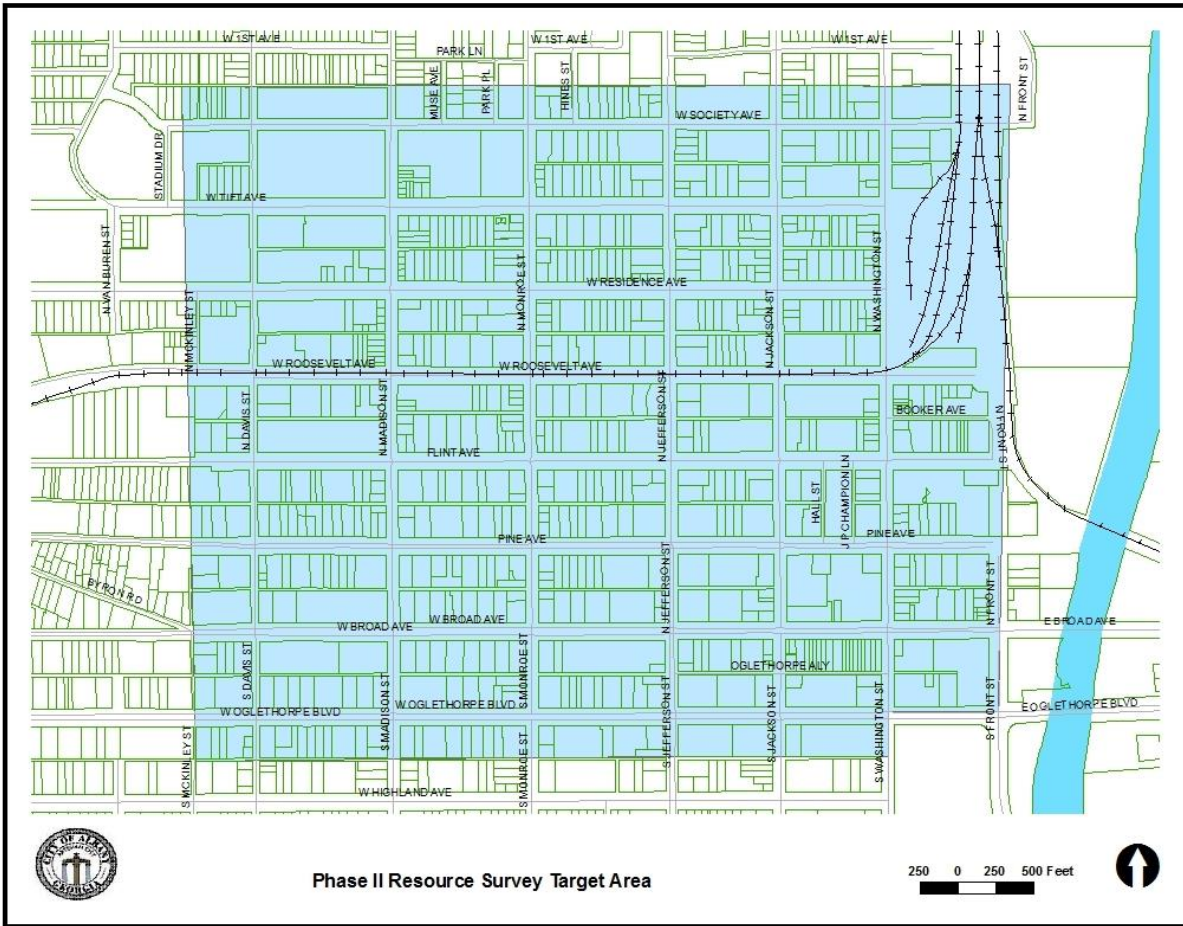 W 1ST AVE
W 1ST AVE
W 1ST AVE
PARK LN
MUSE AVE
PARK PL
HINES ST
N FRONT ST
W SOCIETY AVE
STADIUM DR
W TIFT AVE
N VAN BUREN ST
N MONROE ST
N WASHINGTON ST
W RESIDENCE AVE
N MCKINLEY ST
N JACKSON ST
W ROOSEVELT AVE
W ROOSEVELT AVE
N DAVIS ST
N MADISON ST
N JEFFERSON ST
BOOKER AVE
N FRONT ST
FLINT AVE
HALL ST
J P CHAMPION LN
PINE AVE
PINE AVE
BYRON RD
N JEFFERSON ST
N FRONT ST
W BROAD AVE
W BROAD AVE
E BROAD AVE
S DAVIS ST
S MONROE ST
OGLETHORPE ALY
S MADISON ST
S JEFFERSON ST
S JACKSON ST
S WASHINGTON ST
S FRONT ST
W OGLETHORPE BLVD
W OGLETHORPE BLVD
E OGLETHORPE BLVD
S MCKINLEY ST
S MONROE ST
W HIGHLAND AVE
CITY OF ALBANY
GEORGIA
Phase II Resource Survey Target Area
250 0 250 500 Feet